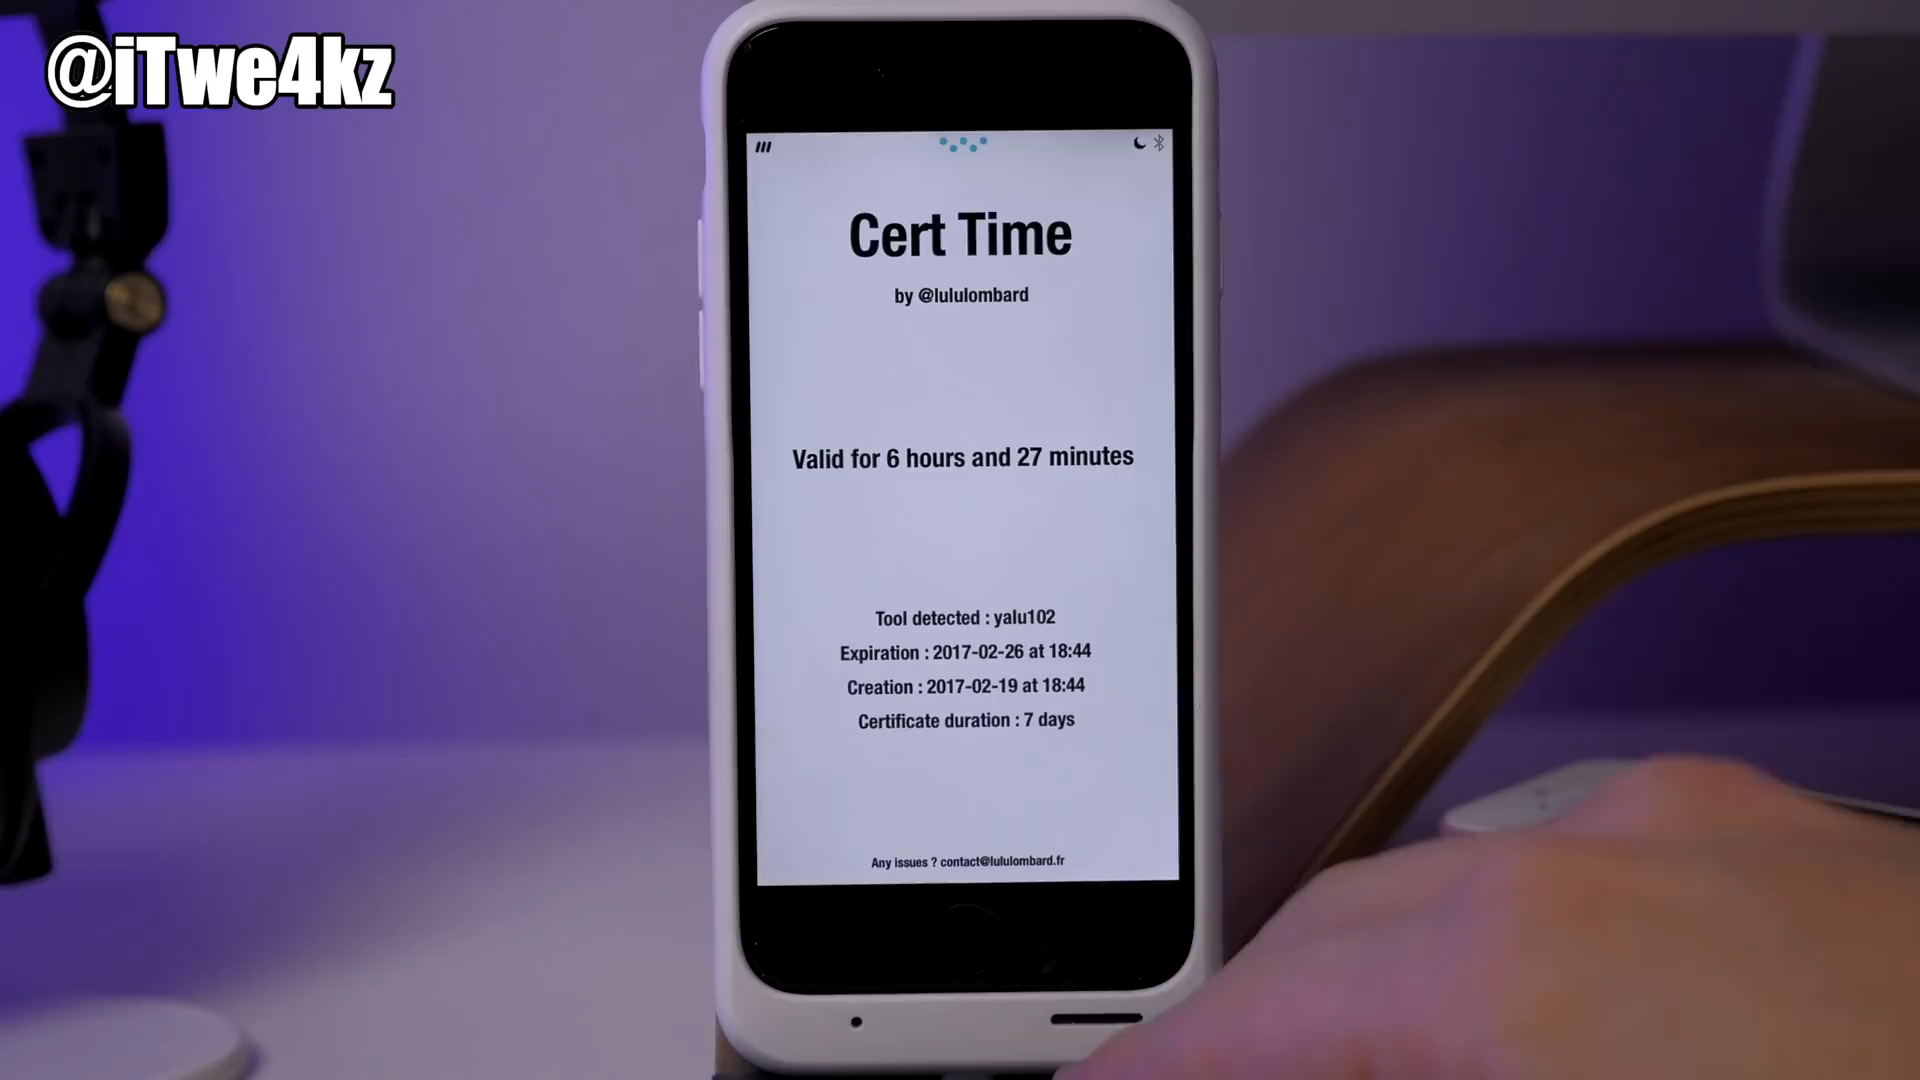 @iTwe4kz
Cert Time
by @lululombard
Valid for 6 hours and 27 minutes
Tool detected : yalu102
Expiration : 2017-02-26 at 18:44
Creation : 2017-02-19 at 18:44
Certificate duration : 7 days
Any issues ? contact@lululombard.fr